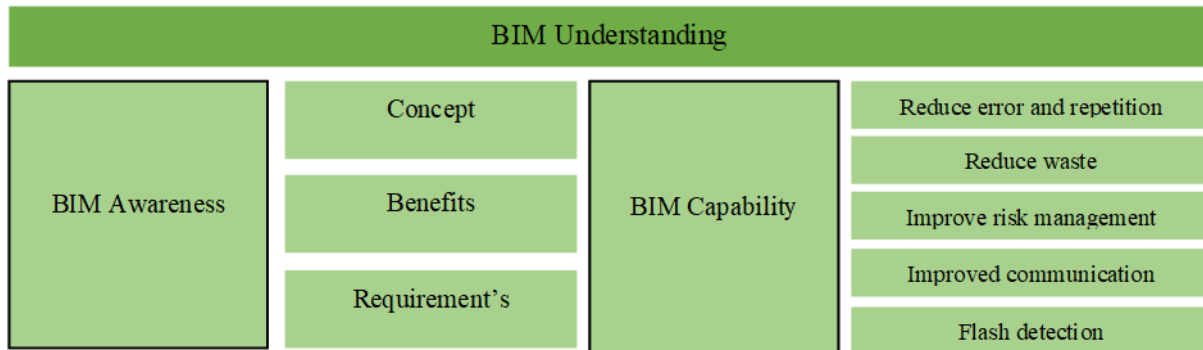 BIM Understanding
BIM Awareness
Concept
Benefits
Requirement’s
BIM Capability
Reduce error and repetition
Reduce waste
Improve risk management
Improved communication
Flash detection